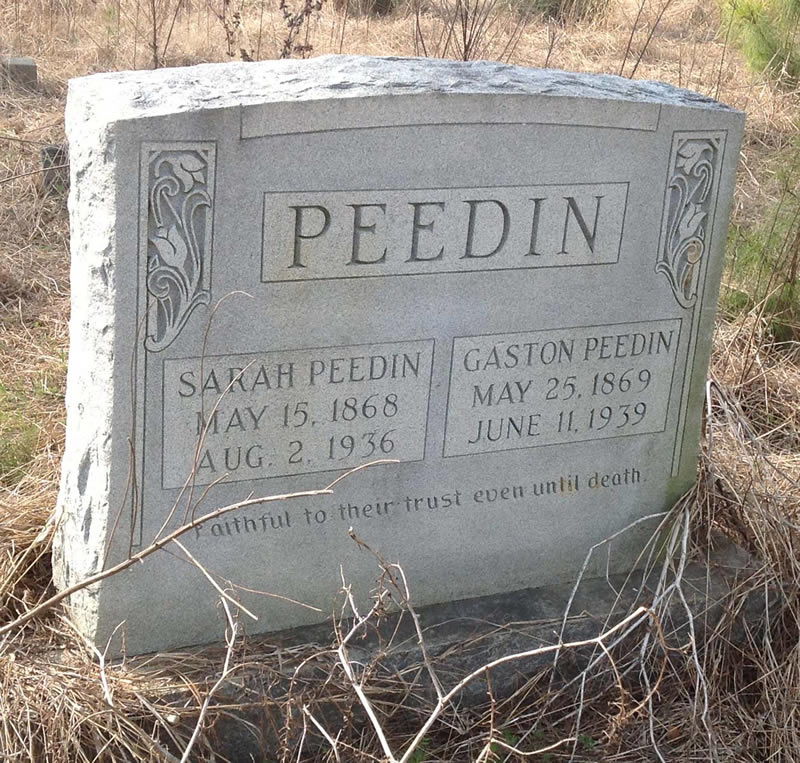 PEEDIN
SARAH PEEDIN
MAY 15, 1868
AUG. 2, 1936
GASTON PEEDIN
MAY 25, 1869
JUNE 11, 1939
Faithful to their trust even until death.